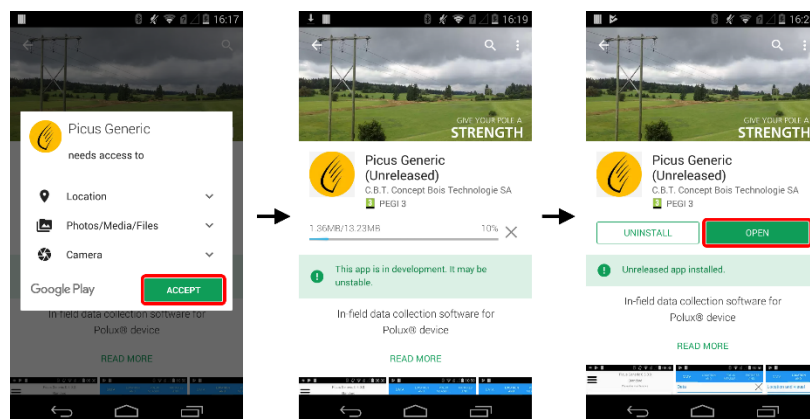 16:17
Picus Generic
needs access to
Location
Photos/Media/Files
Camera
Google Play
ACCEPT
In-field data collection software for
Polux® device
READ MORE
16:19
GIVE YOUR POLE A
STRENGTH
Picus Generic
(Unreleased)
C.B.T. Concept Bois Technologie SA
3 PEGI 3
1.36MB/13.23MB
10%
This app is in development. It may be
unstable.
In-field data collection software for
Polux® device
READ MORE
16:2
GIVE YOUR POLE A
STRENGTH
Picus Generic
(Unreleased)
C.B.T. Concept Bois Technologie SA
3 PEGI 3
UNINSTALL
OPEN
Unreleased app installed.
In-field data collection software for
Polux® device
READ MORE